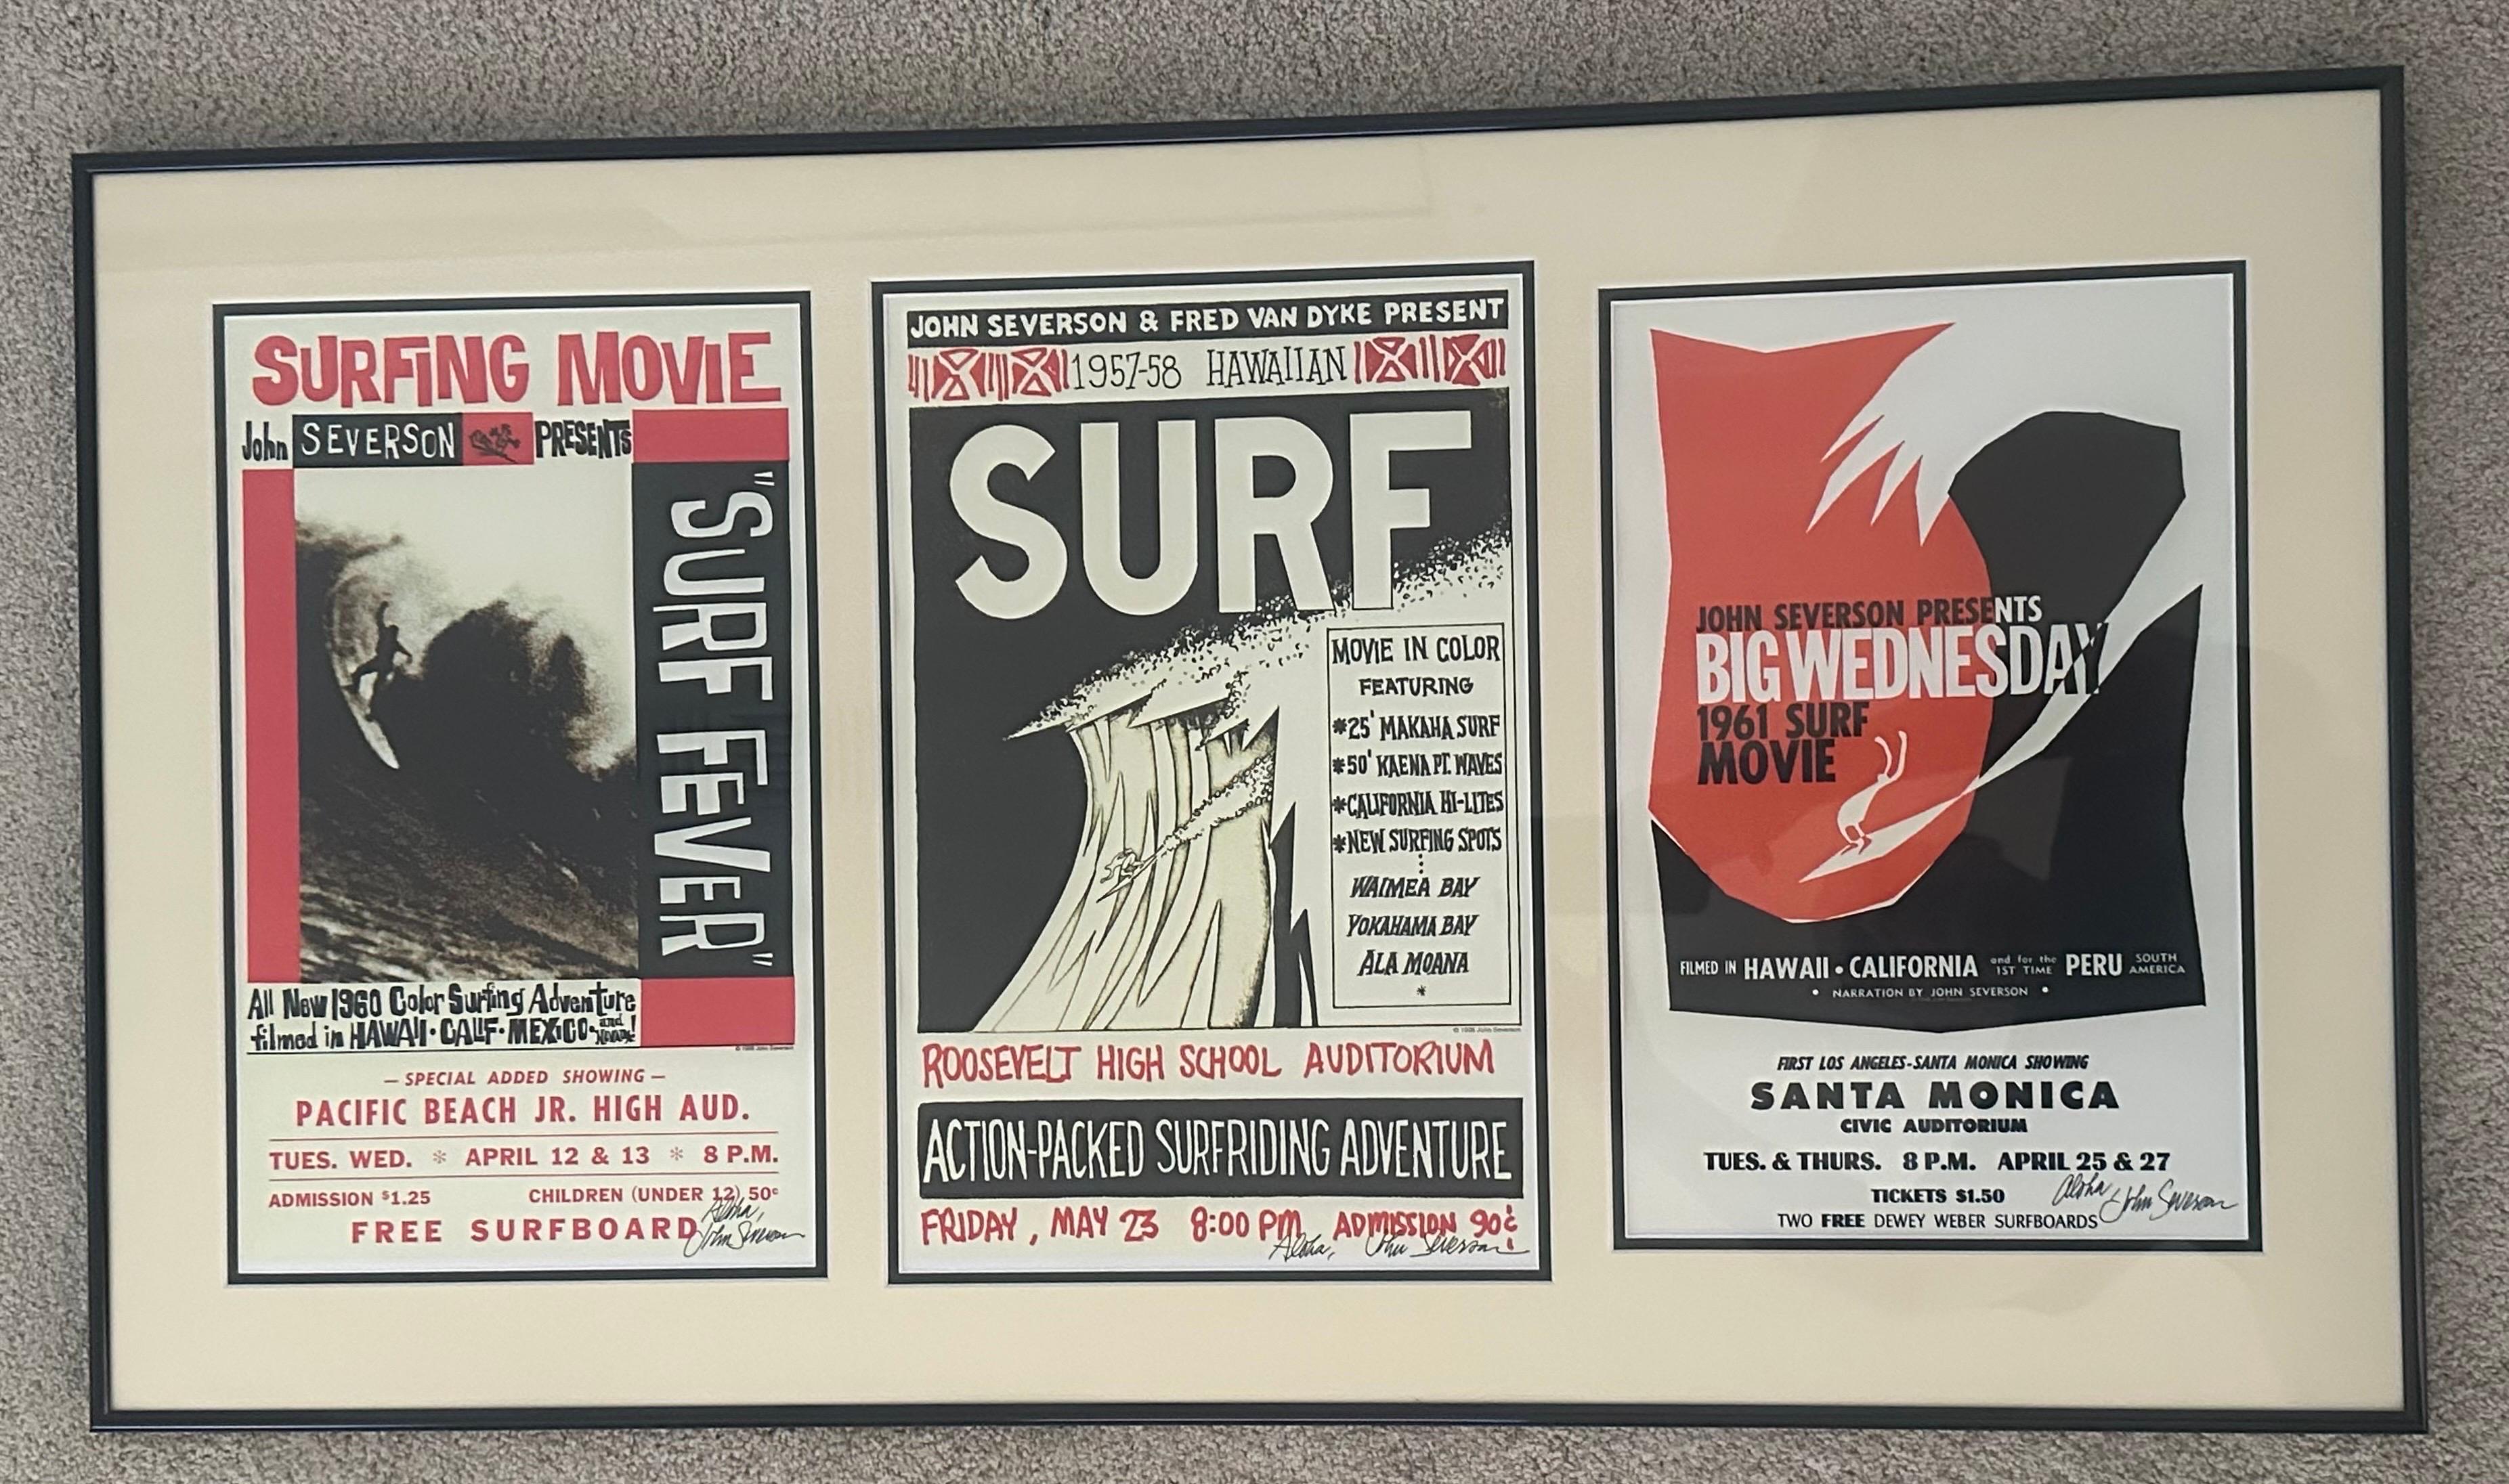 SURFING MOVIE
John SEVERSON PRESENTS
"SURF FEVER"
All New 1960 Color Surfing Adventure
filmed in HAWAII • CALIF • MEXICO • and
NEVADA!
— SPECIAL ADDED SHOWING —
PACIFIC BEACH JR. HIGH AUD.
TUES. WED. * APRIL 12 & 13 * 8 P.M.
ADMISSION $1.25 CHILDREN (UNDER 12) 50¢
FREE SURFBOARD
Aloha,
John Severson
JOHN SEVERSON & FRED VAN DYKE PRESENT
1957-58 HAWAIIAN
SURF
MOVIE IN COLOR
FEATURING
*25' MAKAHA SURF
*50' KAENA PT. WAVES
*CALIFORNIA HI-LITES
*NEW SURFING SPOTS
WAIMEA BAY
YOKAHAMA BAY
ALA MOANA
*
John Severson
ROOSEVELT HIGH SCHOOL AUDITORIUM
ACTION-PACKED SURFRIDING ADVENTURE
FRIDAY, MAY 23 8:00 PM, ADMISSION 90¢
Aloha, John Severson
JOHN SEVERSON PRESENTS
BIG WEDNESDAY
1961 SURF
MOVIE
FILMED IN HAWAII • CALIFORNIA and for the 1ST TIME PERU SOUTH AMERICA
• NARRATION BY JOHN SEVERSON •
FIRST LOS ANGELES-SANTA MONICA SHOWING
SANTA MONICA
CIVIC AUDITORIUM
TUES. & THURS. 8 P.M. APRIL 25 & 27
TICKETS $1.50
TWO FREE DEWEY WEBER SURFBOARDS
Aloha, John Severson